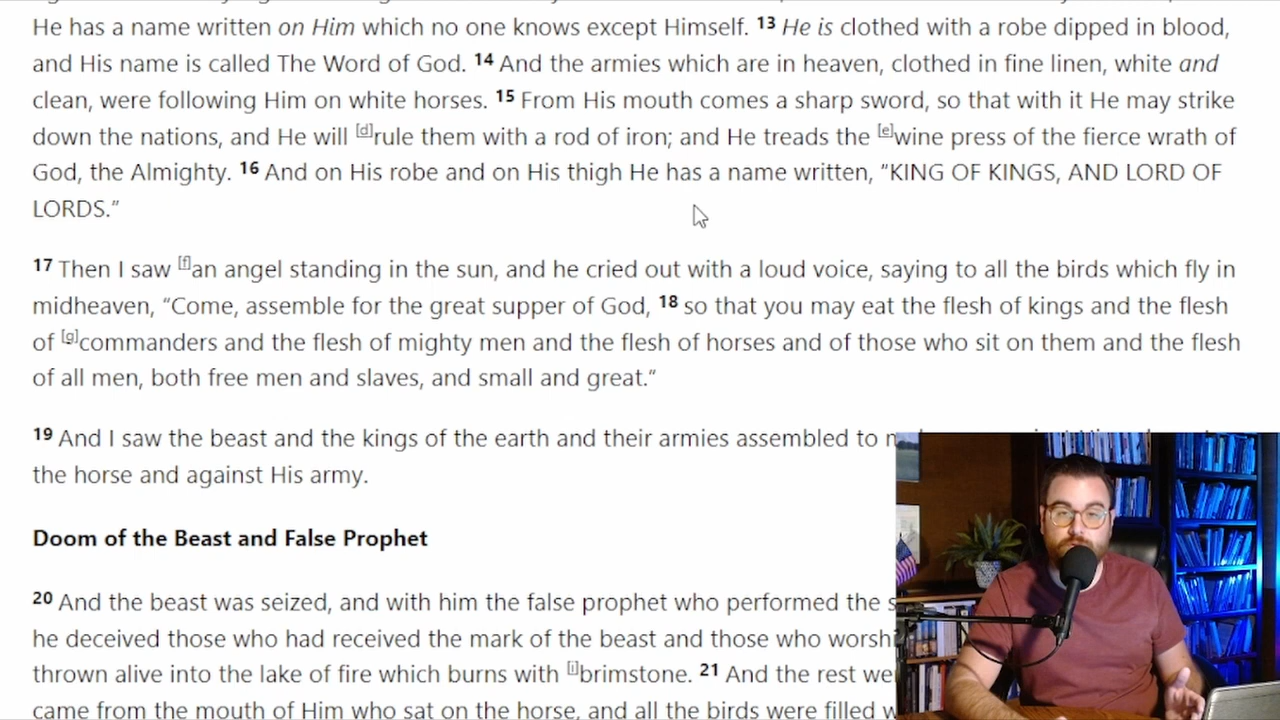 He has a name written on Him which no one knows except Himself. 13 He is clothed with a robe dipped in blood,
and His name is called The Word of God. 14 And the armies which are in heaven, clothed in fine linen, white and
clean, were following Him on white horses. 15 From His mouth comes a sharp sword, so that with it He may strike
down the nations, and He will [d]rule them with a rod of iron; and He treads the [e]wine press of the fierce wrath of
God, the Almighty. 16 And on His robe and on His thigh He has a name written, “KING OF KINGS, AND LORD OF
LORDS.”
17 Then I saw [f]an angel standing in the sun, and he cried out with a loud voice, saying to all the birds which fly in
midheaven, “Come, assemble for the great supper of God, 18 so that you may eat the flesh of kings and the flesh
of [g]commanders and the flesh of mighty men and the flesh of horses and of those who sit on them and the flesh
of all men, both free men and slaves, and small and great.”
19 And I saw the beast and the kings of the earth and their armies assembled to
the horse and against His army.
Doom of the Beast and False Prophet
20 And the beast was seized, and with him the false prophet who performed the s
he deceived those who had received the mark of the beast and those who worshi
thrown alive into the lake of fire which burns with [i]brimstone. 21 And the rest we
came from the mouth of Him who sat on the horse, and all the birds were filled w